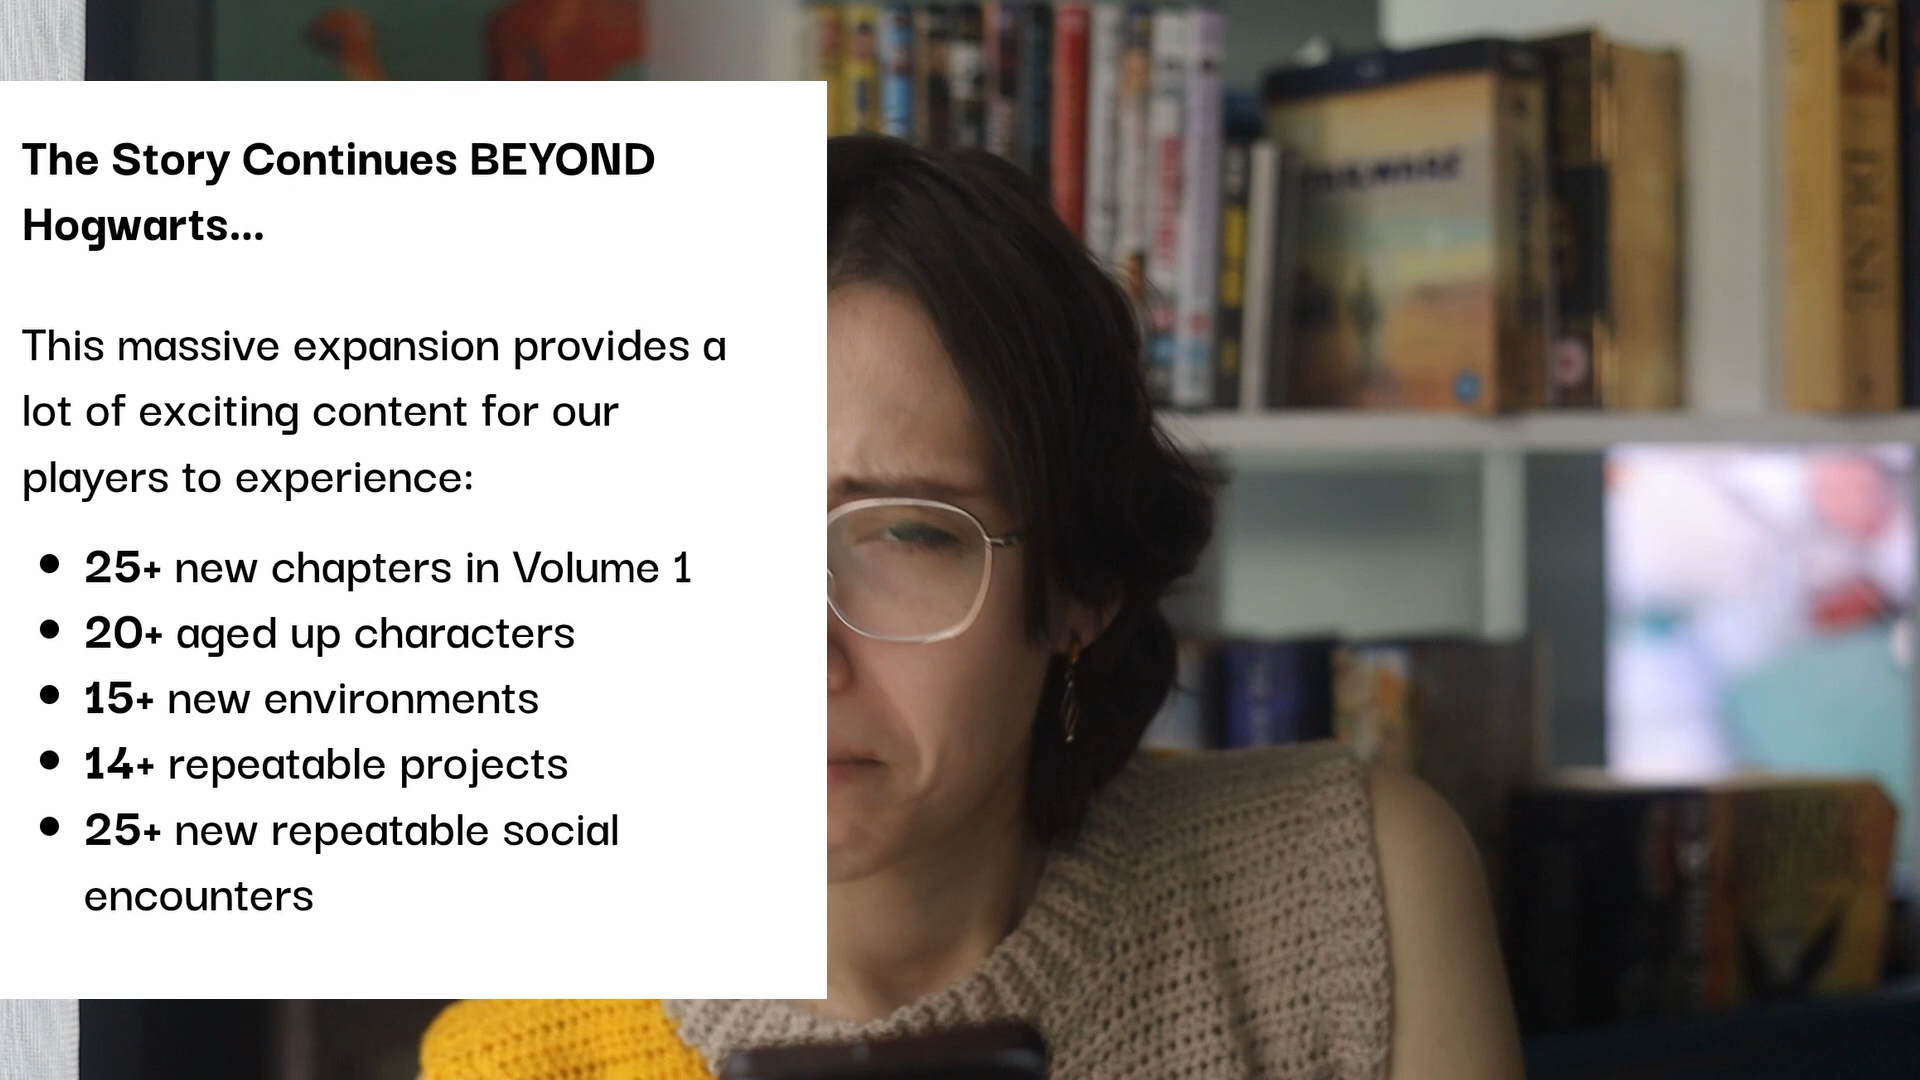 The Story Continues BEYOND
Hogwarts...
This massive expansion provides a
lot of exciting content for our
players to experience:
25+ new chapters in Volume 1
20+ aged up characters
15+ new environments
14+ repeatable projects
25+ new repeatable social
encounters
DUNE